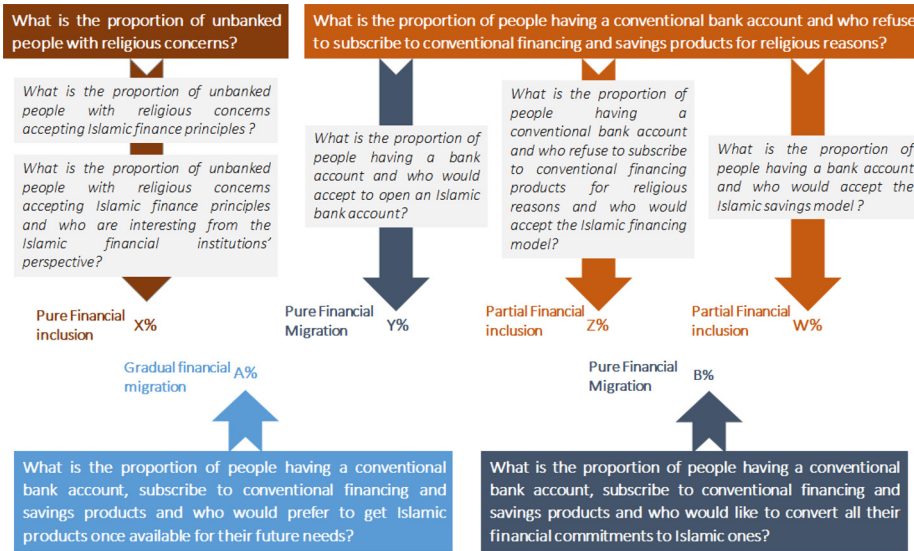 What is the proportion of unbanked
people with religious concerns?
What is the proportion of people having a conventional bank account and who refuse
to subscribe to conventional financing and savings products for religious reasons?
What is the proportion of unbanked
people with religious concerns
accepting Islamic finance principles ?
What is the proportion of unbanked
people with religious concerns
accepting Islamic finance principles
and who are interesting from the
Islamic financial institutions'
perspective?
What is the proportion of
people having a bank
account and who would
accept to open an Islamic
bank account?
What is the proportion of
people having a
conventional bank account
and who refuse to subscribe
to conventional financing
products for religious
reasons and who would
accept the Islamic financing
model?
What is the proportion of
people having a bank account
and who would accept the
Islamic savings model ?
Pure Financial
inclusion
X%
Pure Financial
Migration
Y%
Partial Financial
inclusion
Z%
Partial Financial
inclusion
W%
Gradual financial
migration
A%
Pure Financial
Migration
B%
What is the proportion of people having a conventional
bank account, subscribe to conventional financing and
savings products and who would prefer to get Islamic
products once available for their future needs?
What is the proportion of people having a conventional
bank account, subscribe to conventional financing and
savings products and who would like to convert all their
financial commitments to Islamic ones?